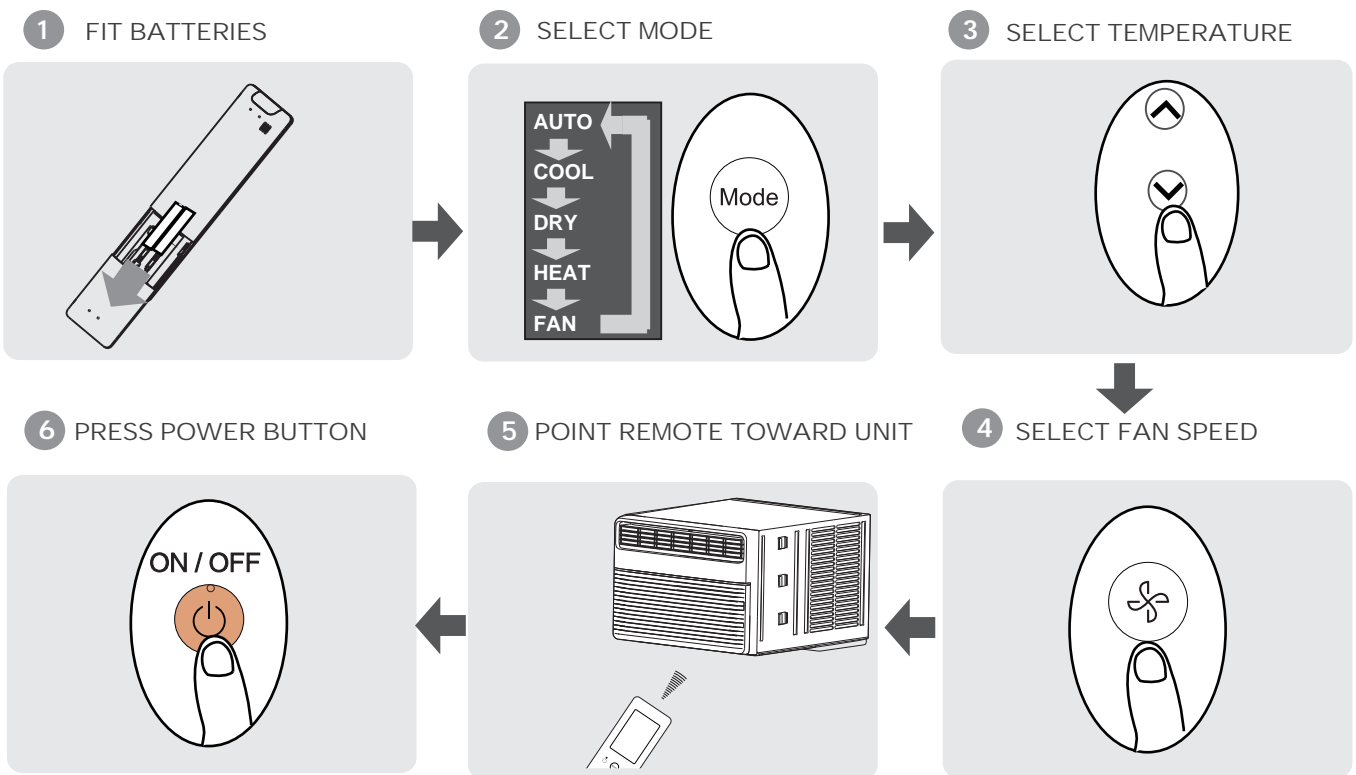 1 FIT BATTERIES
2 SELECT MODE
AUTO
COOL
DRY
HEAT
FAN
Mode
3 SELECT TEMPERATURE
4 SELECT FAN SPEED
5 POINT REMOTE TOWARD UNIT
6 PRESS POWER BUTTON
ON / OFF